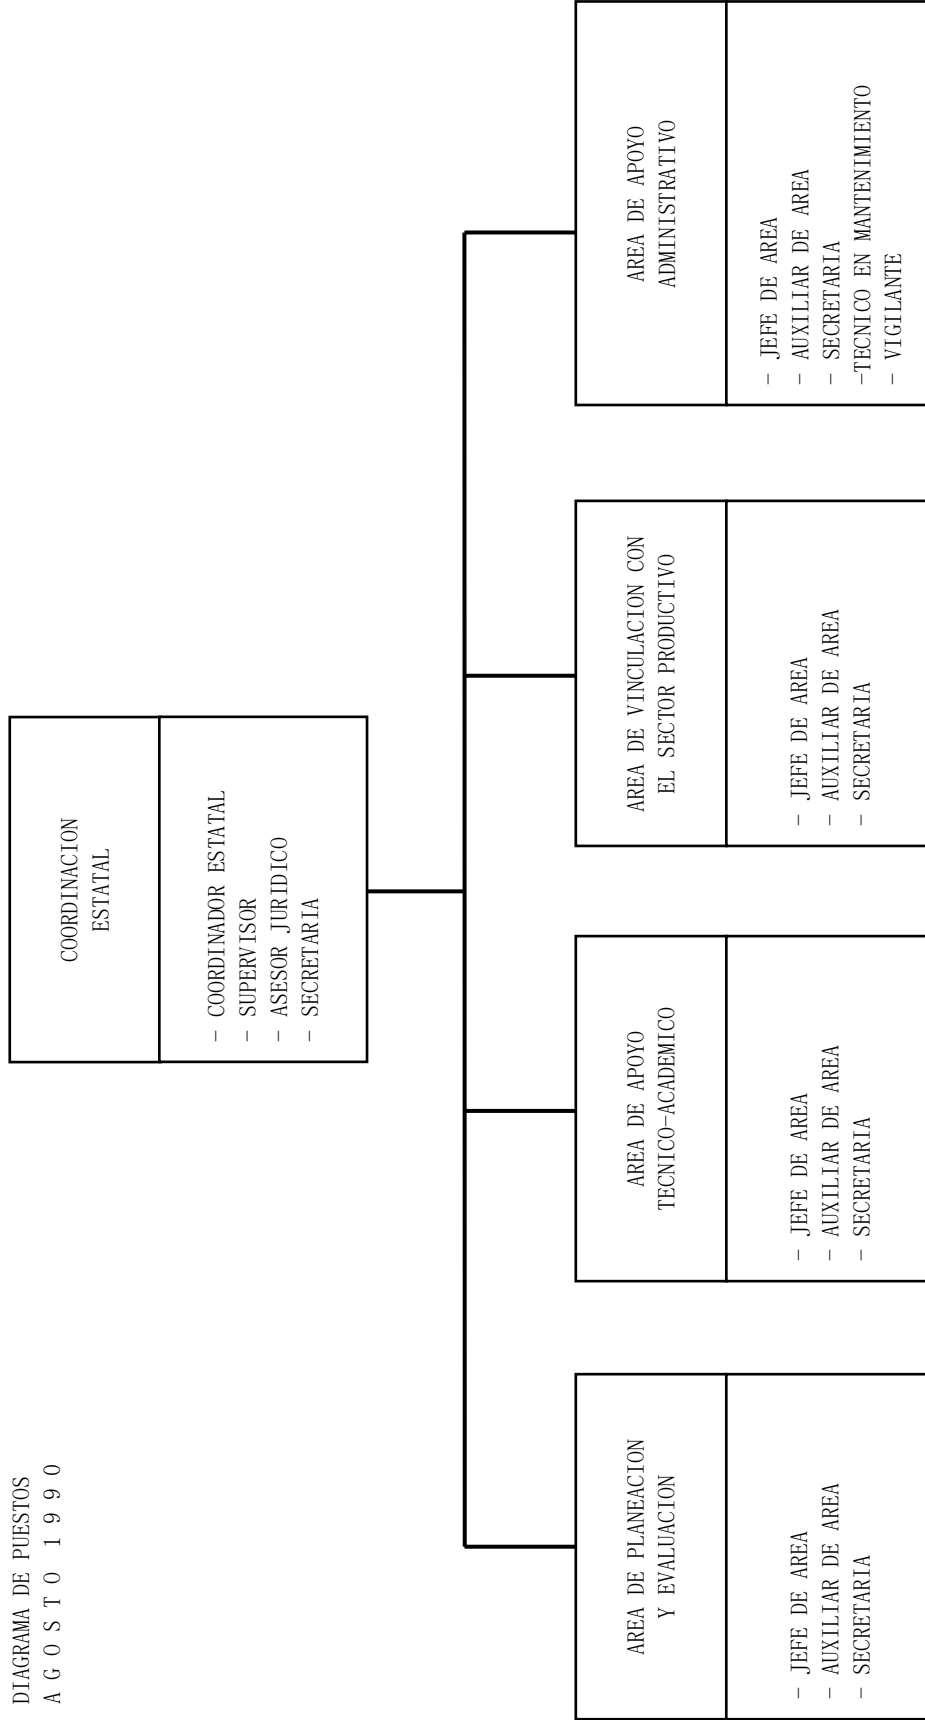 DIAGRAMA DE PUESTOS
A G O S T O 1 9 9 0
COORDINACION
ESTATAL
- COORDINADOR ESTATAL
- SUPERVISOR
- ASESOR JURIDICO
- SECRETARIA
AREA DE PLANEACION
Y EVALUACION
- JEFE DE AREA
- AUXILIAR DE AREA
- SECRETARIA
AREA DE APOYO
TECNICO-ACADEMICO
- JEFE DE AREA
- AUXILIAR DE AREA
- SECRETARIA
AREA DE VINCULACION CON
EL SECTOR PRODUCTIVO
- JEFE DE AREA
- AUXILIAR DE AREA
- SECRETARIA
AREA DE APOYO
ADMINISTRATIVO
- JEFE DE AREA
- AUXILIAR DE AREA
- SECRETARIA
-TECNICO EN MANTENIMIENTO
- VIGILANTE